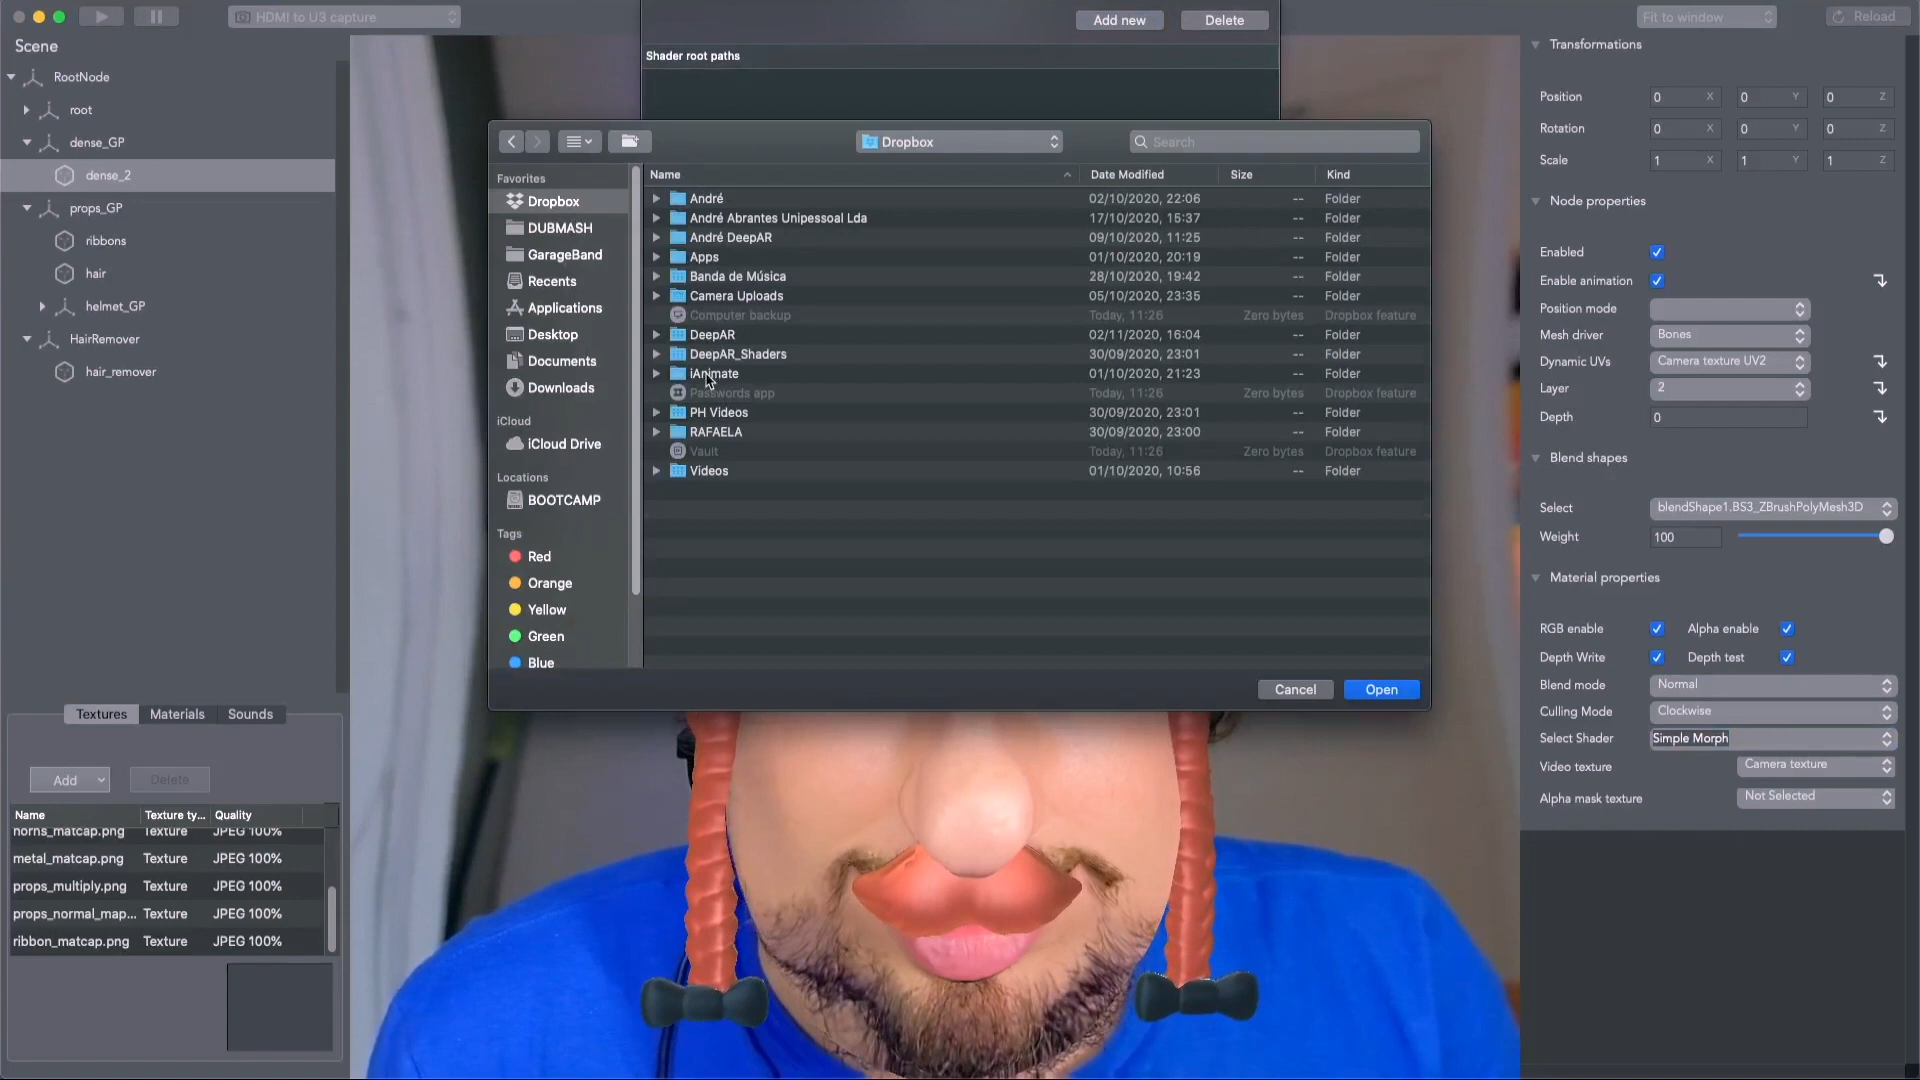 HDMI to U3 capture
Add new
Delete
Fit to window
Reload
Scene
Shader root paths
RootNode
root
dense_GP
dense_2
props_GP
ribbons
hair
helmet_GP
HairRemover
hair_remover
Textures
Materials
Sounds
Add
Delete
Name Texture ty... Quality
horns_matcap.png Texture JPEG 100%
metal_matcap.png Texture JPEG 100%
props_multiply.png Texture JPEG 100%
props_normal_map... Texture JPEG 100%
ribbon_matcap.png Texture JPEG 100%
Dropbox
Search
Favorites
Dropbox
DUBMASH
GarageBand
Recents
Applications
Desktop
Documents
Downloads
iCloud
iCloud Drive
Locations
BOOTCAMP
Tags
Red
Orange
Yellow
Green
Blue
Name Date Modified Size Kind
André 02/10/2020, 22:06 -- Folder
André Abrantes Unipessoal Lda 17/10/2020, 15:37 -- Folder
André DeepAR 09/10/2020, 11:25 -- Folder
Apps 01/10/2020, 20:19 -- Folder
Banda de Música 28/10/2020, 19:42 -- Folder
Camera Uploads 05/10/2020, 23:35 -- Folder
Computer backup Today, 11:26 Zero bytes Dropbox feature
DeepAR 02/11/2020, 16:04 -- Folder
DeepAR_Shaders 30/09/2020, 23:01 -- Folder
iAnimate 01/10/2020, 21:23 -- Folder
Passwords app Today, 11:26 Zero bytes Dropbox feature
PH Videos 30/09/2020, 23:01 -- Folder
RAFAELA 30/09/2020, 23:00 -- Folder
Vault Today, 11:26 Zero bytes Dropbox feature
Videos 01/10/2020, 10:56 -- Folder
Cancel
Open
Transformations
Position 0 X 0 Y 0 Z
Rotation 0 X 0 Y 0 Z
Scale 1 X 1 Y 1 Z
Node properties
Enabled
Enable animation
Position mode
Mesh driver Bones
Dynamic UVs Camera texture UV2
Layer 2
Depth 0
Blend shapes
Select blendShape1.BS3_ZBrushPolyMesh3D
Weight 100
Material properties
RGB enable Alpha enable
Depth Write Depth test
Blend mode Normal
Culling Mode Clockwise
Select Shader Simple Morph
Video texture Camera texture
Alpha mask texture Not Selected